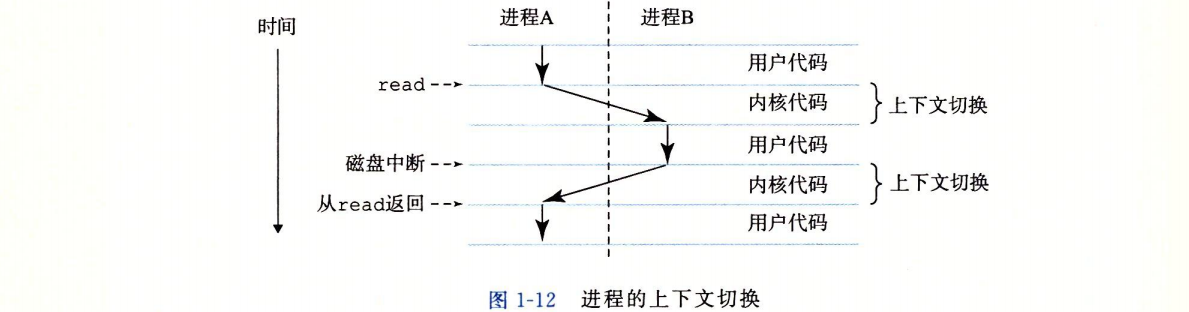 进程A 进程B
时间
用户代码
read
内核代码 上下文切换
用户代码
磁盘中断
内核代码 上下文切换
从read返回
用户代码
图 1-12 进程的上下文切换